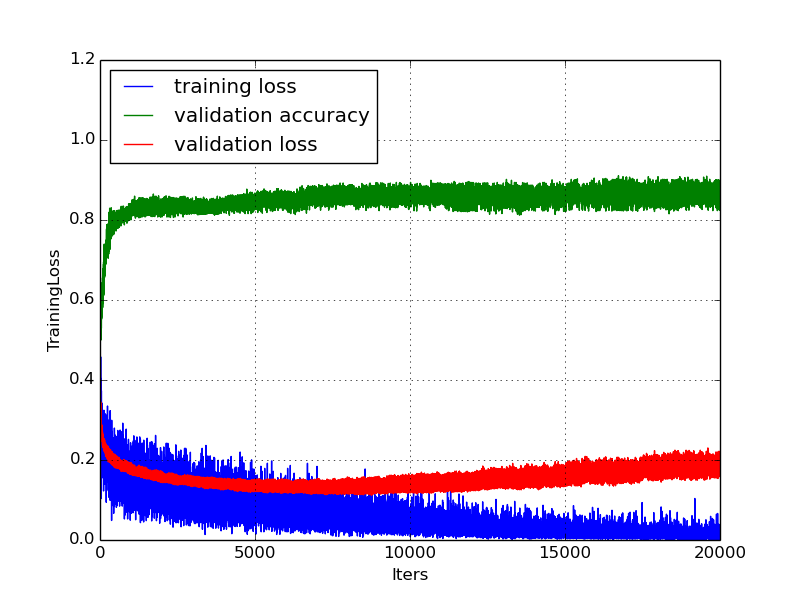 1.2
1.0
0.8
0.6
0.4
0.2
0.0
TrainingLoss
training loss
validation accuracy
validation loss
0 5000 10000 15000 20000
Iters